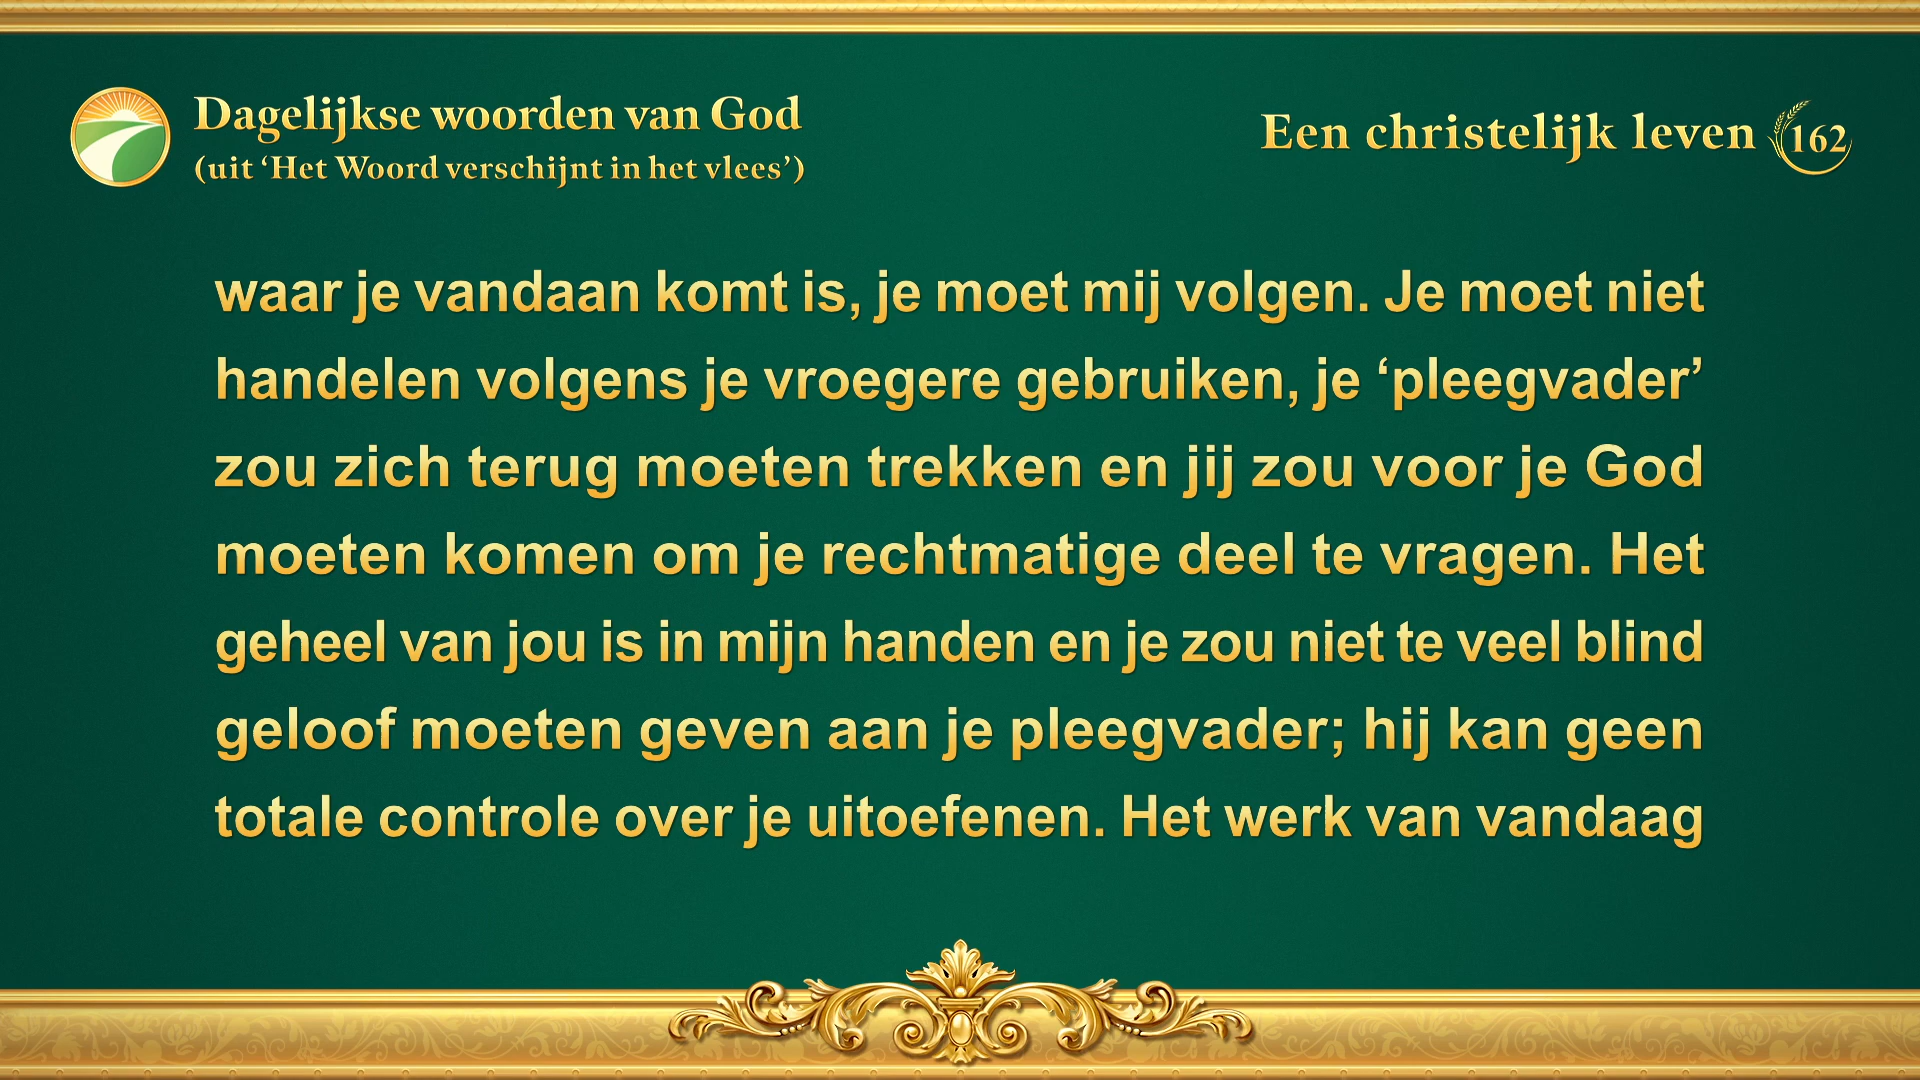 Dagelijkse woorden van God
(uit ‘Het Woord verschijnt in het vlees’)
Een christelijk leven 162
waar je vandaan komt is, je moet mij volgen. Je moet niet
handelen volgens je vroegere gebruiken, je ‘pleegvader’
zou zich terug moeten trekken en jij zou voor je God
moeten komen om je rechtmatige deel te vragen. Het
geheel van jou is in mijn handen en je zou niet te veel blind
geloof moeten geven aan je pleegvader; hij kan geen
totale controle over je uitoefenen. Het werk van vandaag